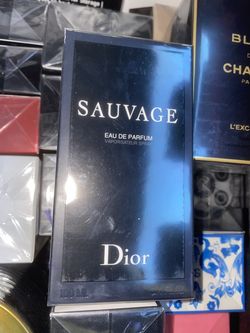 SAUVAGE
EAU DE PARFUM
VAPORISATEUR SPRAY
Dior
BL
CHA
L'EXC